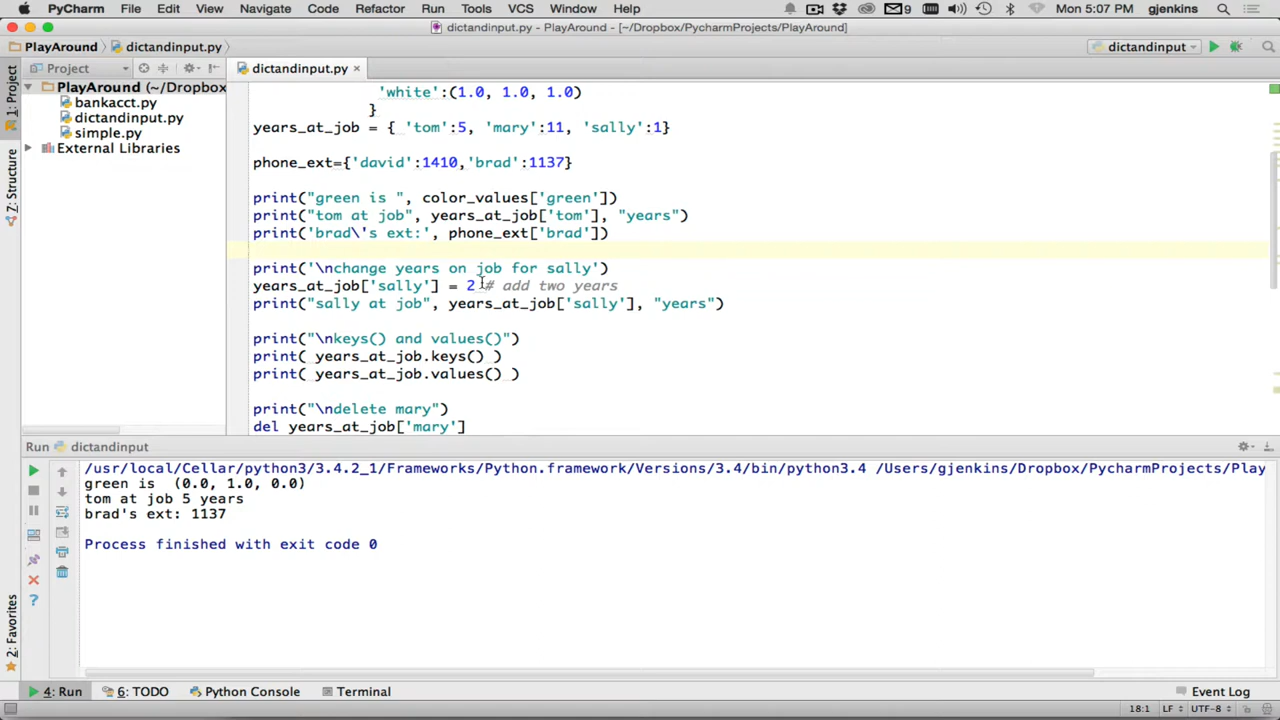 PyCharm File Edit View Navigate Code Refactor Run Tools VCS Window Help 9 Mon 5:07 PM gjenkins
dictandinput.py - PlayAround - [~/Dropbox/PycharmProjects/PlayAround]
PlayAround dictandinput.py dictandinput
Project dictandinput.py
1: Project
Z: Structure
2: Favorites
PlayAround (~/Dropbox
bankacct.py
dictandinput.py
simple.py
External Libraries
'white':(1.0, 1.0, 1.0)
}
years_at_job = { 'tom':5, 'mary':11, 'sally':1}
phone_ext={'david':1410,'brad':1137}
print("green is ", color_values['green'])
print("tom at job", years_at_job['tom'], "years")
print('brad\'s ext:', phone_ext['brad'])
print('\nchange years on job for sally')
years_at_job['sally'] = 2 # add two years
print("sally at job", years_at_job['sally'], "years")
print("\nkeys() and values()")
print( years_at_job.keys() )
print( years_at_job.values() )
print("\ndelete mary")
del years_at_job['mary']
Run dictandinput
/usr/local/Cellar/python3/3.4.2_1/Frameworks/Python.framework/Versions/3.4/bin/python3.4 /Users/gjenkins/Dropbox/PycharmProjects/Play
green is  (0.0, 1.0, 0.0)
tom at job 5 years
brad's ext: 1137
Process finished with exit code 0
4: Run 6: TODO Python Console Terminal Event Log
18:1 LF UTF-8